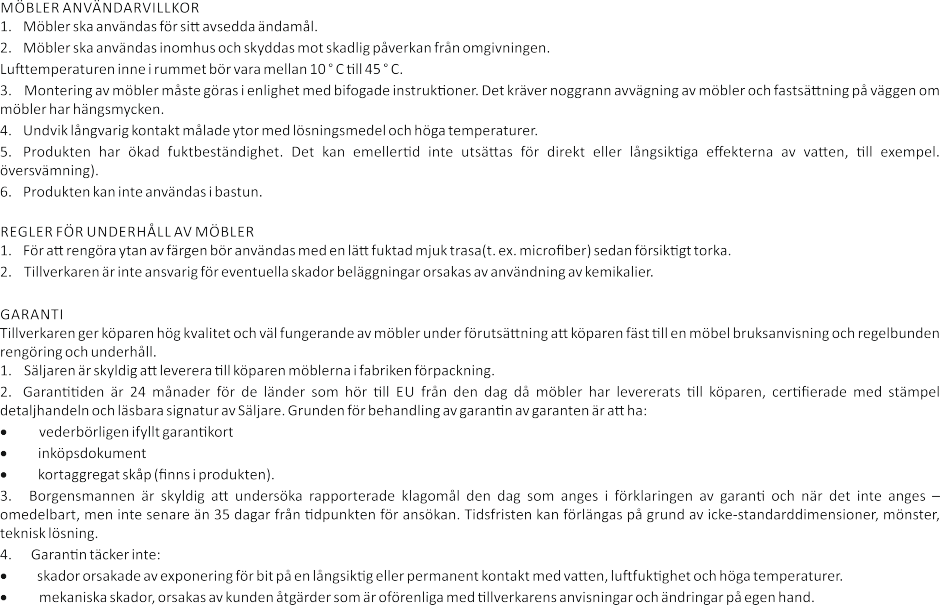 MÖBLER ANVÄNDARVILLKOR
1. Möbler ska användas för sitt avsedda ändamål.
2. Möbler ska användas inomhus och skyddas mot skadlig påverkan från omgivningen.
Lufttemperaturen inne i rummet bör vara mellan 10 ° C till 45 ° C.
3. Montering av möbler måste göras i enlighet med bifogade instruktioner. Det kräver noggrann avvägning av möbler och fastsättning på väggen om
möbler har hängsmycken.
4. Undvik långvarig kontakt målade ytor med lösningsmedel och höga temperaturer.
5. Produkten har ökad fuktbeständighet. Det kan emellertid inte utsättas för direkt eller långsiktiga effekterna av vatten, till exempel.
översvämning).
6. Produkten kan inte användas i bastun.
REGLER FÖR UNDERHÅLL AV MÖBLER
1. För att rengöra ytan av färgen bör användas med en lätt fuktad mjuk trasa(t. ex. microfiber) sedan försiktigt torka.
2. Tillverkaren är inte ansvarig för eventuella skador beläggningar orsakas av användning av kemikalier.
GARANTI
Tillverkaren ger köparen hög kvalitet och väl fungerande av möbler under förutsättning att köparen fäst till en möbel bruksanvisning och regelbunden
rengöring och underhåll.
1. Säljaren är skyldig att leverera till köparen möblerna i fabriken förpackning.
2. Garantitiden är 24 månader för de länder som hör till EU från den dag då möbler har levererats till köparen, certifierade med stämpel
detaljhandeln och läsbara signatur av Säljare. Grunden för behandling av garantin av garanten är att ha:
• vederbörligen ifyllt garantikort
• inköpsdokument
• kortaggregat skåp (finns i produkten).
3. Borgensmannen är skyldig att undersöka rapporterade klagomål den dag som anges i förklaringen av garanti och när det inte anges –
omedelbart, men inte senare än 35 dagar från tidpunkten för ansökan. Tidsfristen kan förlängas på grund av icke-standarddimensioner, mönster,
teknisk lösning.
4. Garantin täcker inte:
• skador orsakade av exponering för bit på en långsiktig eller permanent kontakt med vatten, luftfuktighet och höga temperaturer.
• mekaniska skador, orsakas av kunden åtgärder som är oförenliga med tillverkarens anvisningar och ändringar på egen hand.